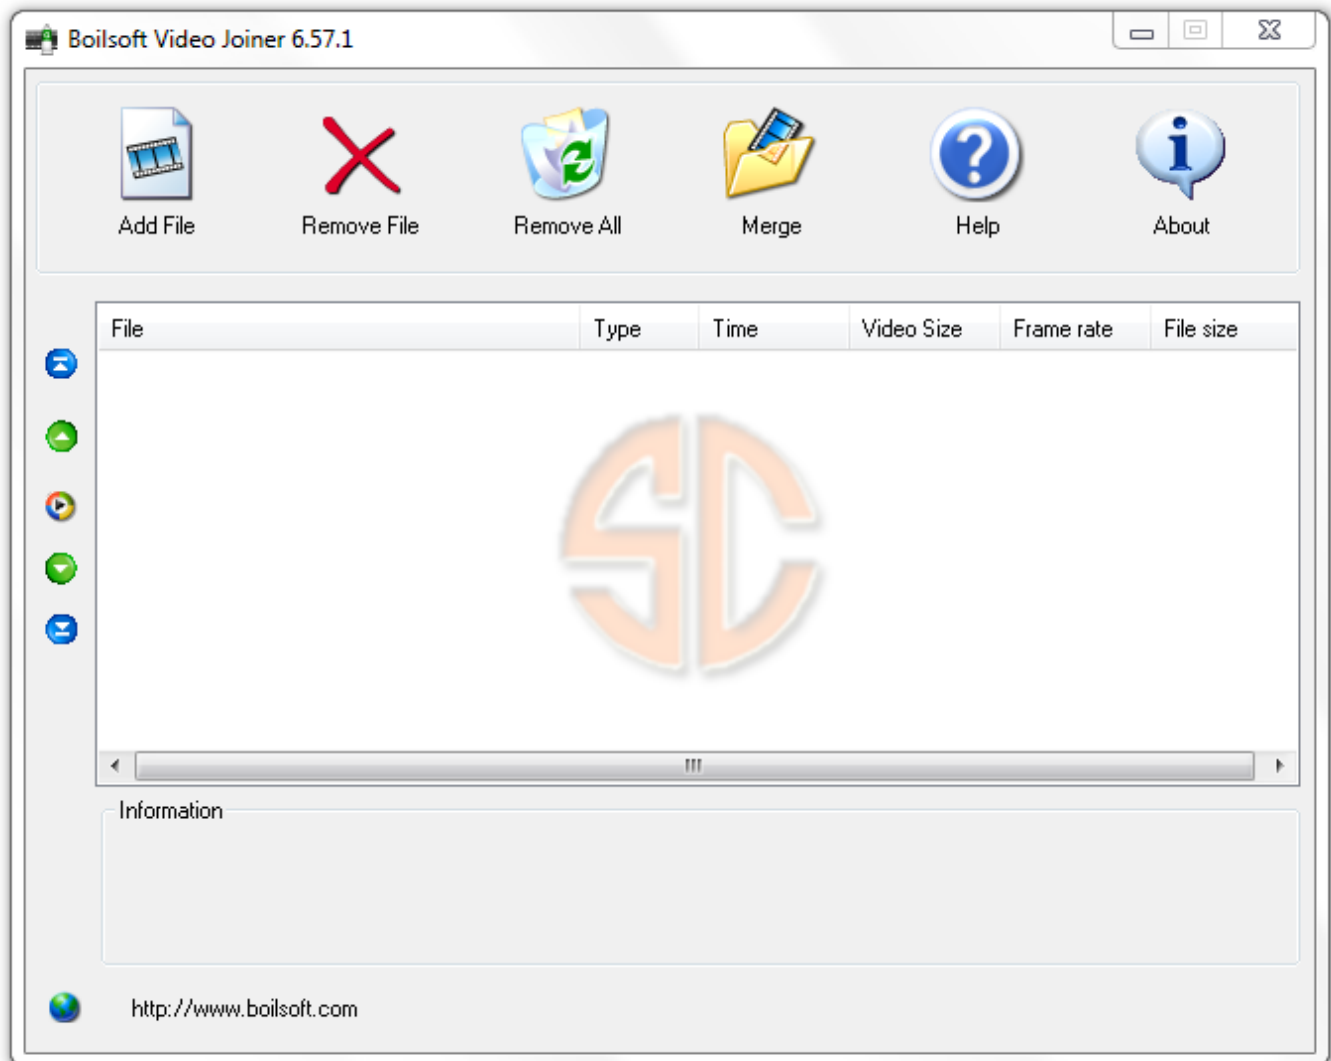 Boilsoft Video Joiner 6.57.1
Add File Remove File Remove All Merge Help About
File Type Time Video Size Frame rate File size
SC
Information
http://www.boilsoft.com